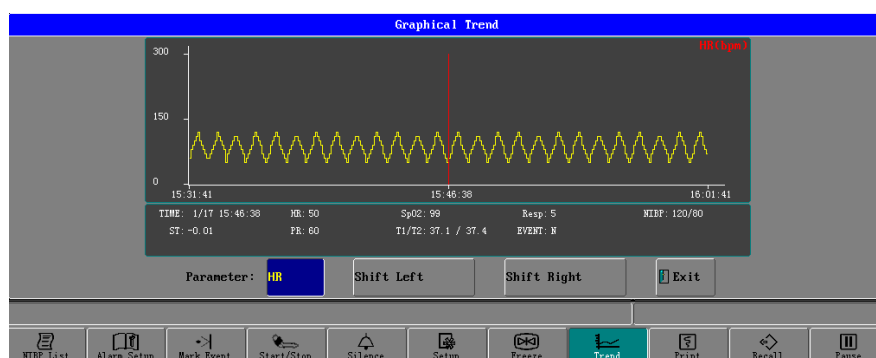 Graphical Trend
HR(bpm)
300
150
0
15:31:41 15:46:38 16:01:41
TIME: 1/17 15:46:38 HR: 50 SpO2: 99 Resp: 5 NIBP: 120/80
ST: -0.01 PR: 60 T1/T2: 37.1 / 37.4 EVENT: N
Parameter: HR Shift Left Shift Right Exit
NIBP List Alarm Setup Mark Event Start/Stop Silence Setup Freeze Trend Print Recall Pause